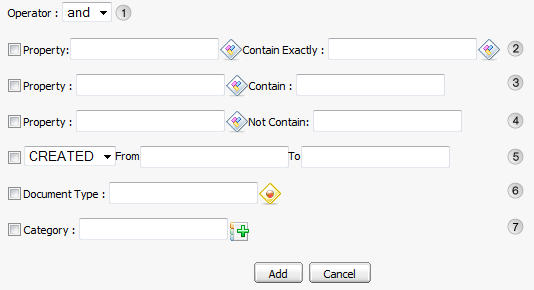 Operator : and 1
Property: Contain Exactly : 2
Property : Contain : 3
Property : Not Contain: 4
CREATED From To 5
Document Type : 6
Category : 7
Add Cancel